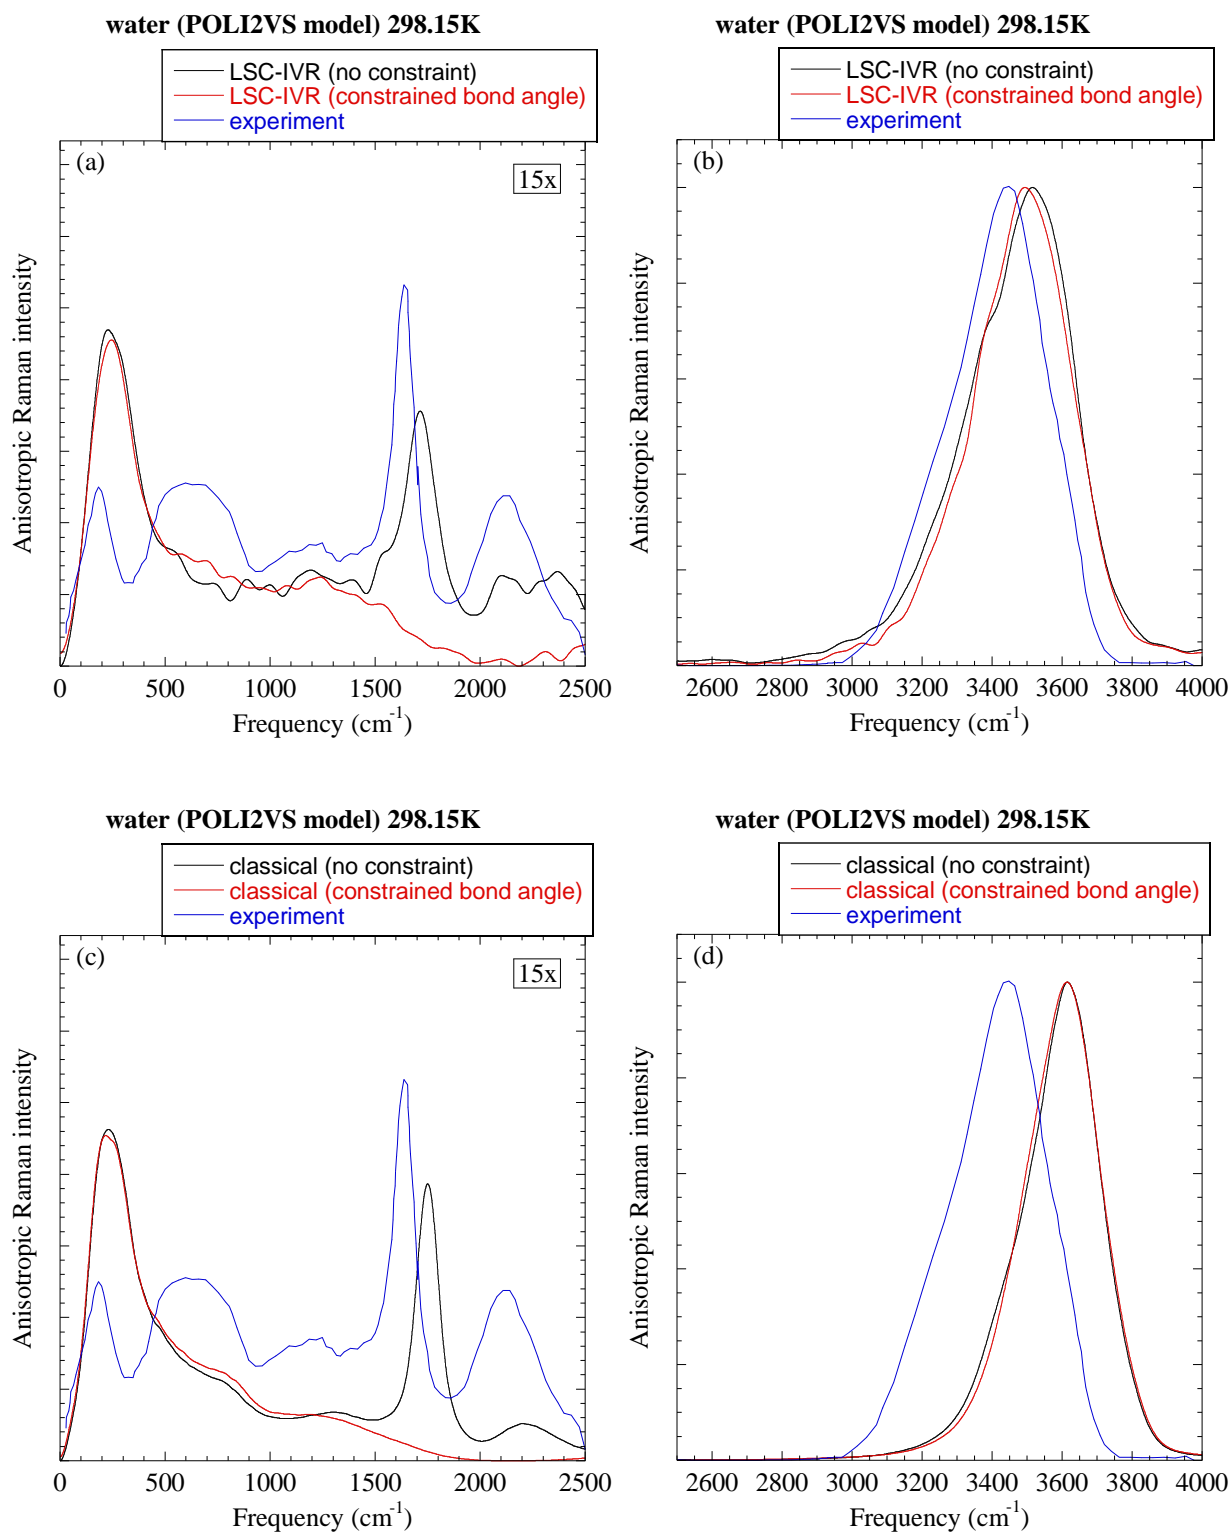 water (POLI2VS model) 298.15K
LSC-IVR (no constraint)
LSC-IVR (constrained bond angle)
experiment
(a)
15x
Anisotropic Raman intensity
0 500 1000 1500 2000 2500
Frequency (cm-1)
water (POLI2VS model) 298.15K
LSC-IVR (no constraint)
LSC-IVR (constrained bond angle)
experiment
(b)
Anisotropic Raman intensity
2600 2800 3000 3200 3400 3600 3800 4000
Frequency (cm-1)
water (POLI2VS model) 298.15K
classical (no constraint)
classical (constrained bond angle)
experiment
(c)
15x
Anisotropic Raman intensity
0 500 1000 1500 2000 2500
Frequency (cm-1)
water (POLI2VS model) 298.15K
classical (no constraint)
classical (constrained bond angle)
experiment
(d)
Anisotropic Raman intensity
2600 2800 3000 3200 3400 3600 3800 4000
Frequency (cm-1)